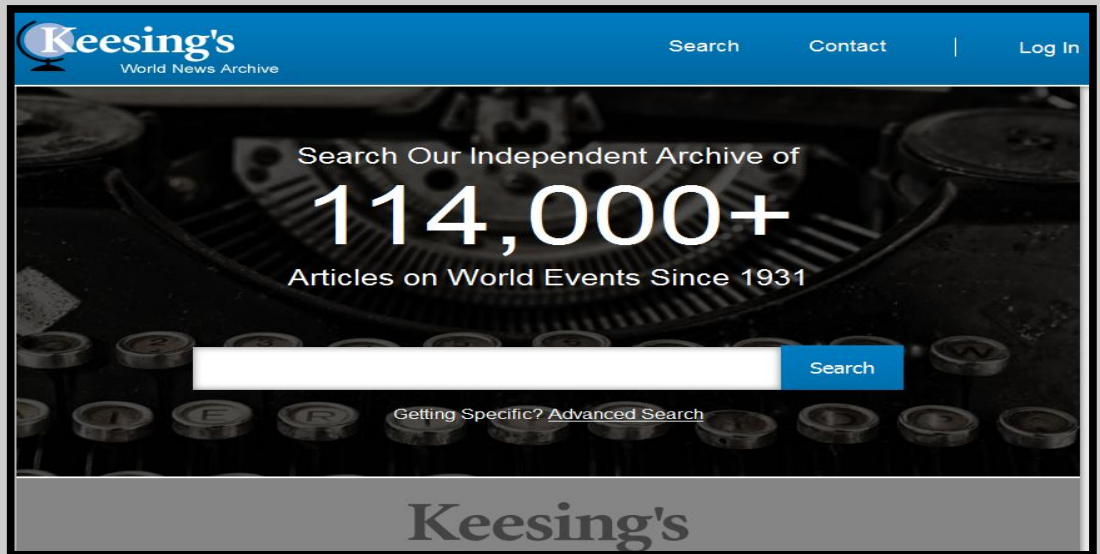 Keesing's
World News Archive
Search
Contact
|
Log In
Search Our Independent Archive of
114,000+
Articles on World Events Since 1931
Search
Getting Specific? Advanced Search
Keesing's